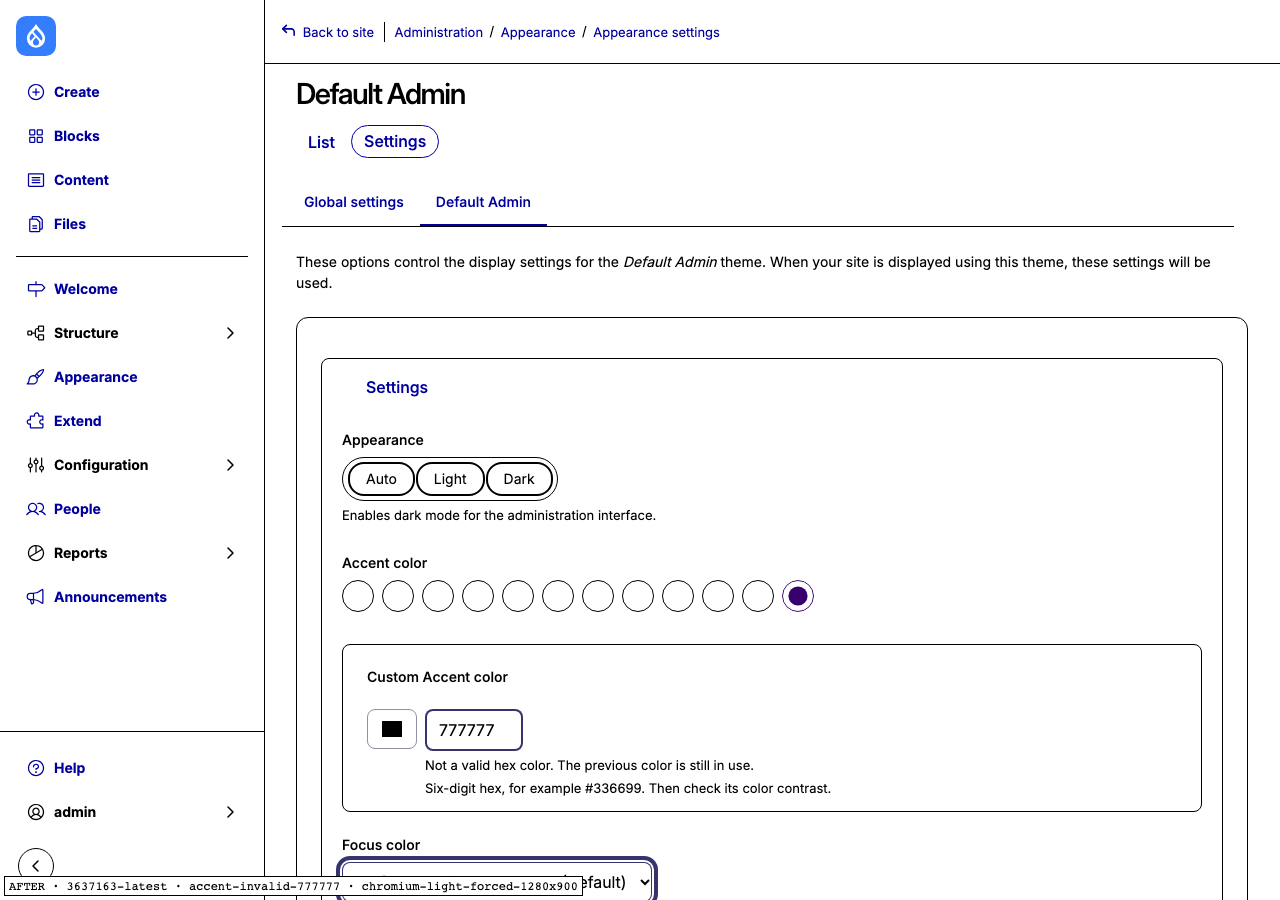 Back to site
Administration / Appearance / Appearance settings
Create
Blocks
Content
Files
Welcome
Structure
Appearance
Extend
Configuration
People
Reports
Announcements
Help
admin
Default Admin
List
Settings
Global settings
Default Admin
These options control the display settings for the Default Admin theme. When your site is displayed using this theme, these settings will be
used.
Settings
Appearance
Auto
Light
Dark
Enables dark mode for the administration interface.
Accent color
Custom Accent color
777777
Not a valid hex color. The previous color is still in use.
Six-digit hex, for example #336699. Then check its color contrast.
Focus color
AFTER · 3637163-latest · accent-invalid-777777 · chromium-light-forced-1280x900